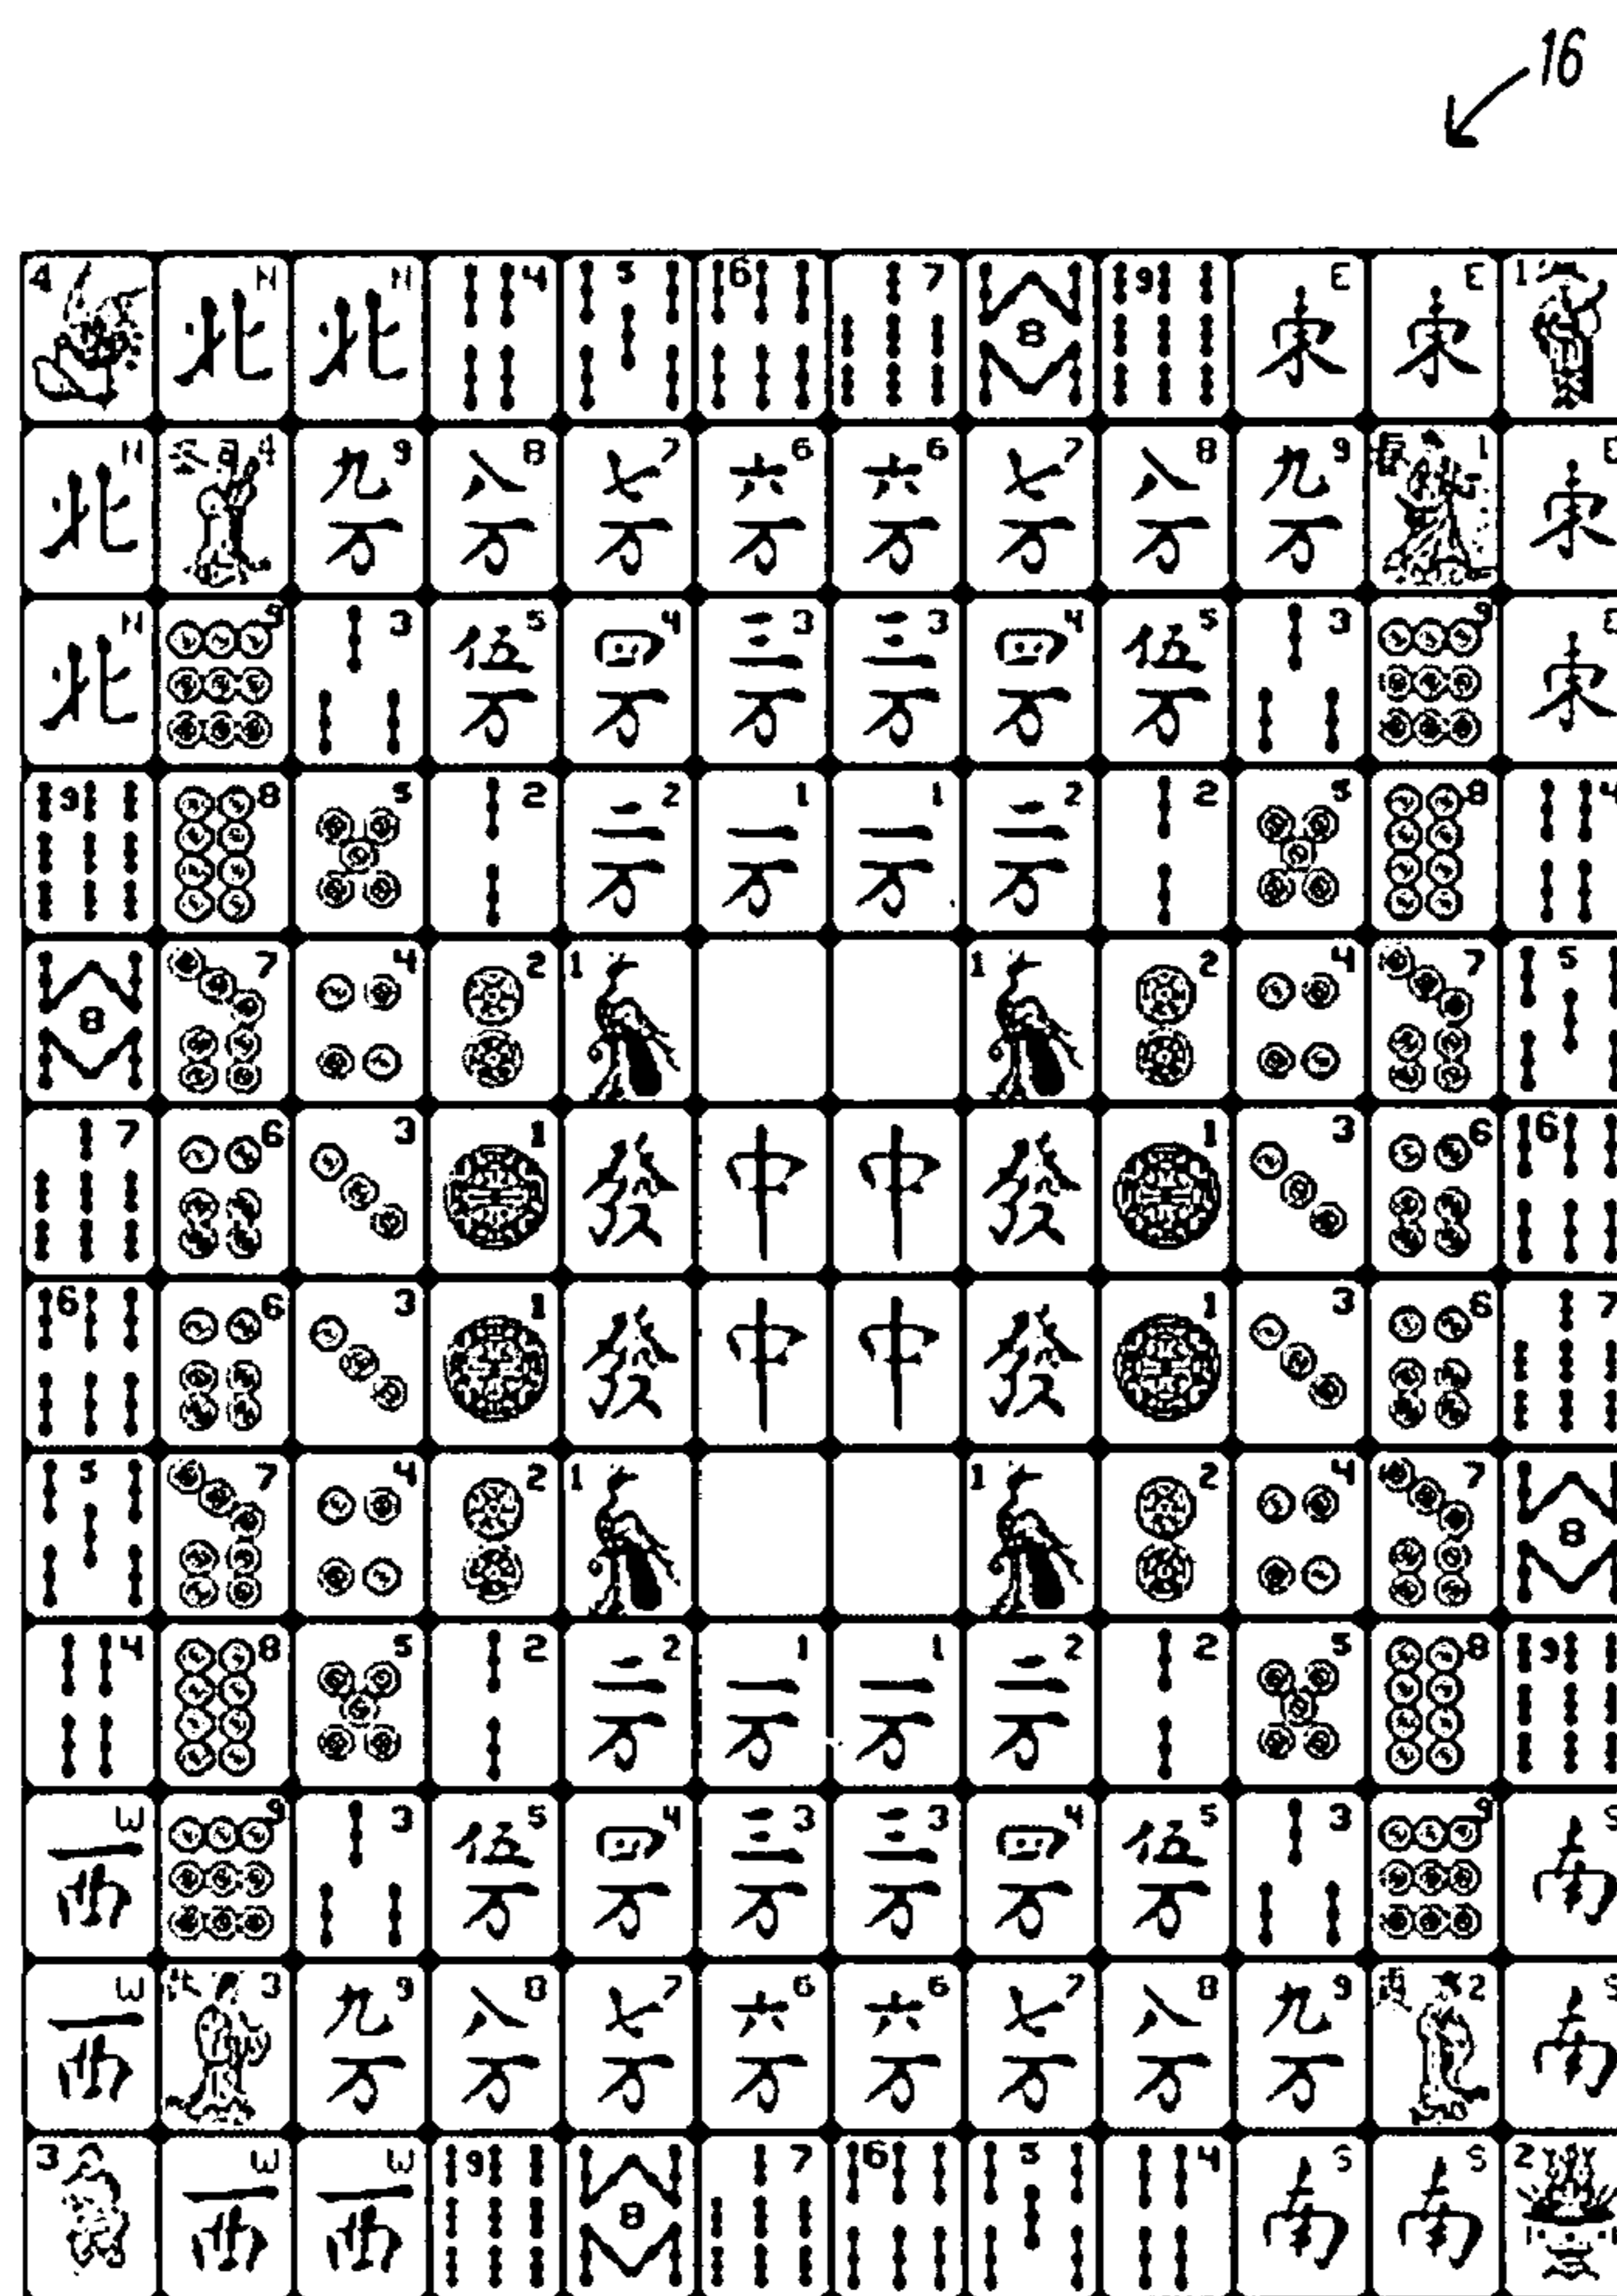 16
4 N 北 N 北 4 5 6 7 8 9 E 東 E 東 1
N 北 4 9 九万 8 八万 7 七万 6 六万 6 六万 7 七万 8 八万 9 九万 1 E 東
N 北 9 3 5 伍万 4 四万 3 三万 3 三万 4 四万 5 伍万 3 9 E 東
9 8 5 2 2 二万 1 一万 1 一万 2 二万 2 5 8 4
8 7 4 2 1 1 2 4 7 5
7 6 3 1 發 中 中 發 1 3 6 6
6 6 3 1 發 中 中 發 1 3 6 7
5 7 4 2 1 1 2 4 7 8
4 8 5 2 2 二万 1 一万 1 一万 2 二万 2 5 8 9
W 西 9 3 5 伍万 4 四万 3 三万 3 三万 4 四万 5 伍万 3 9 S 南
W 西 3 9 九万 8 八万 7 七万 6 六万 6 六万 7 七万 8 八万 9 九万 2 S 南
3 W 西 W 西 9 8 7 6 5 4 S 南 S 南 2